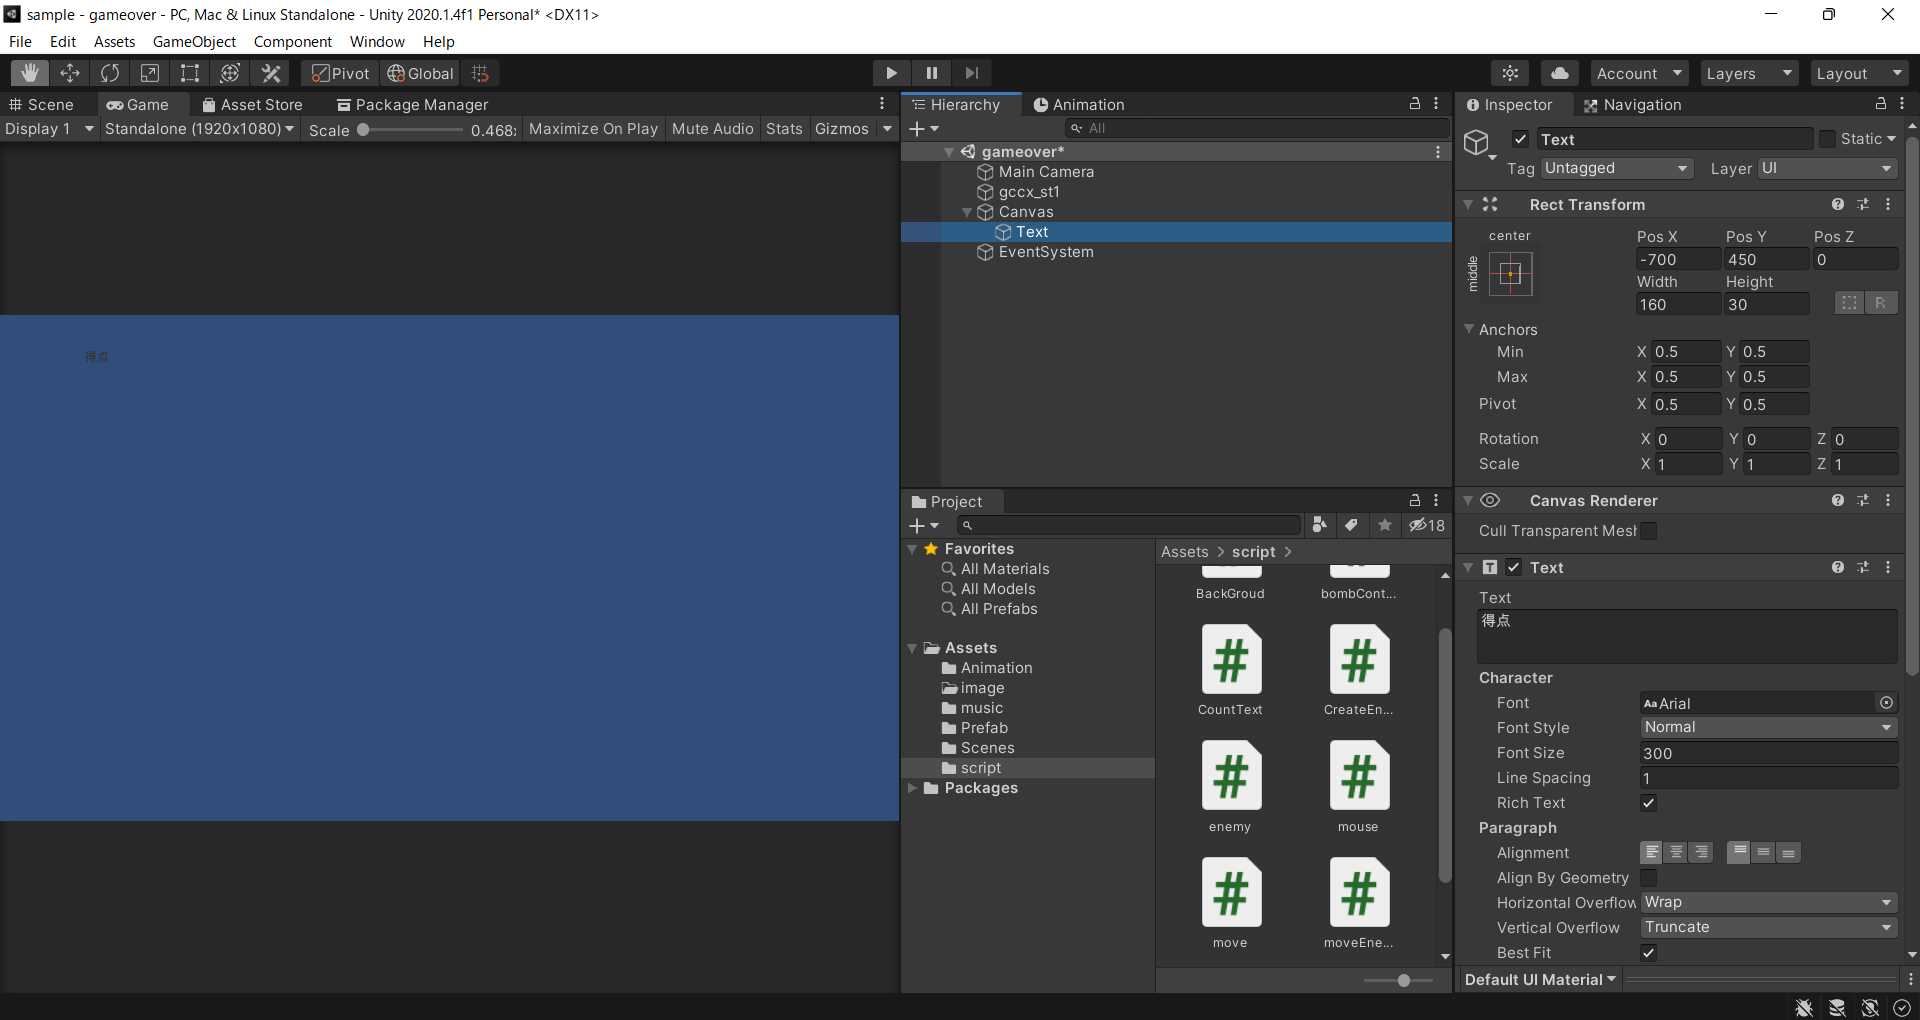 sample - gameover - PC, Mac & Linux Standalone - Unity 2020.1.4f1 Personal* <DX11>
File Edit Assets GameObject Component Window Help
Pivot Global Account Layers Layout
Scene Game Asset Store Package Manager
Display 1 Standalone (1920x1080) Scale 0.468 Maximize On Play Mute Audio Stats Gizmos
得点
Hierarchy Animation
All
gameover*
Main Camera
gccx_st1
Canvas
Text
EventSystem
Project
18
Favorites
All Materials
All Models
All Prefabs
Assets
Animation
image
music
Prefab
Scenes
script
Packages
Assets > script >
BackGroud bombCont...
CountText CreateEn...
enemy mouse
move moveEne...
Inspector Navigation
Text Static
Tag Untagged Layer UI
Rect Transform
center
middle
Pos X Pos Y Pos Z
-700 450 0
Width Height
160 30
R
Anchors
Min X 0.5 Y 0.5
Max X 0.5 Y 0.5
Pivot X 0.5 Y 0.5
Rotation X 0 Y 0 Z 0
Scale X 1 Y 1 Z 1
Canvas Renderer
Cull Transparent Mesh
Text
Text
得点
Character
Font Aa Arial
Font Style Normal
Font Size 300
Line Spacing 1
Rich Text
Paragraph
Alignment
Align By Geometry
Horizontal Overflow Wrap
Vertical Overflow Truncate
Best Fit
Default UI Material